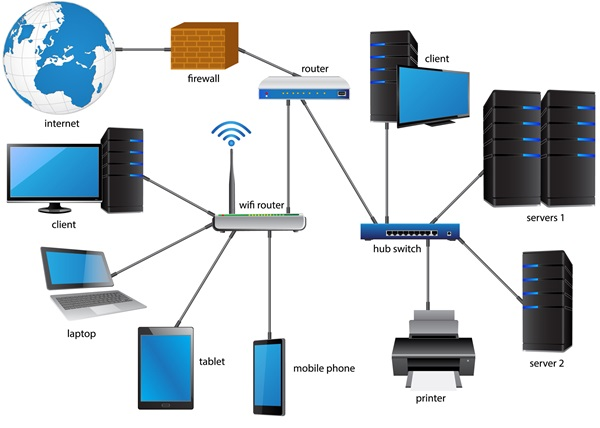 internet
firewall
router
client
client
wifi router
servers 1
hub switch
laptop
tablet
mobile phone
printer
server 2